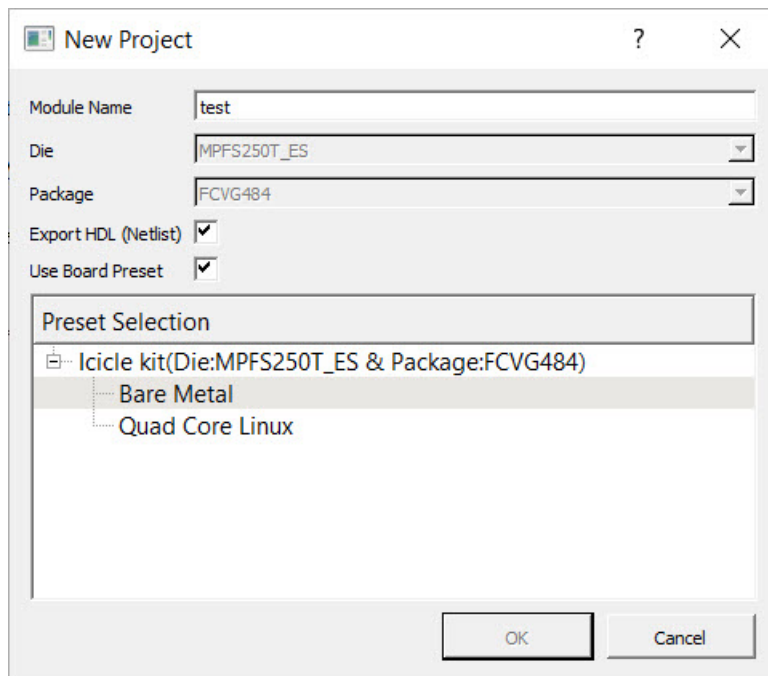 New Project ?
Module Name test
Die MPFS250T_ES
Package FCVG484
Export HDL (Netlist)
Use Board Preset
Preset Selection
Icicle kit(Die:MPFS250T_ES & Package:FCVG484)
Bare Metal
Quad Core Linux
OK Cancel